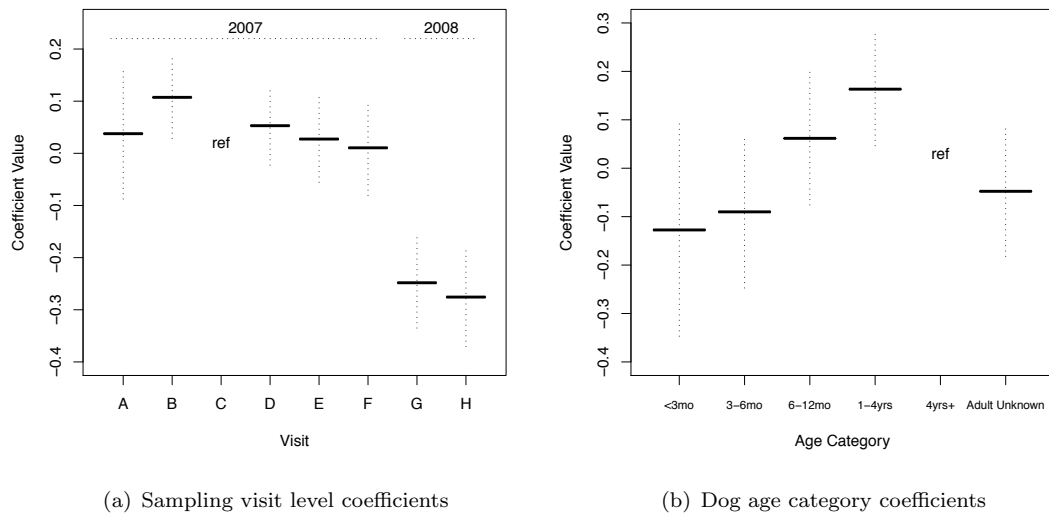 2007
2008
ref
Coefficient Value
0.2
0.1
0.0
−0.1
−0.2
−0.3
−0.4
A B C D E F G H
Visit
(a) Sampling visit level coefficients
ref
Coefficient Value
0.3
0.2
0.1
0.0
−0.1
−0.2
−0.3
−0.4
<3mo 3−6mo 6−12mo 1−4yrs 4yrs+ Adult Unknown
Age Category
(b) Dog age category coefficients